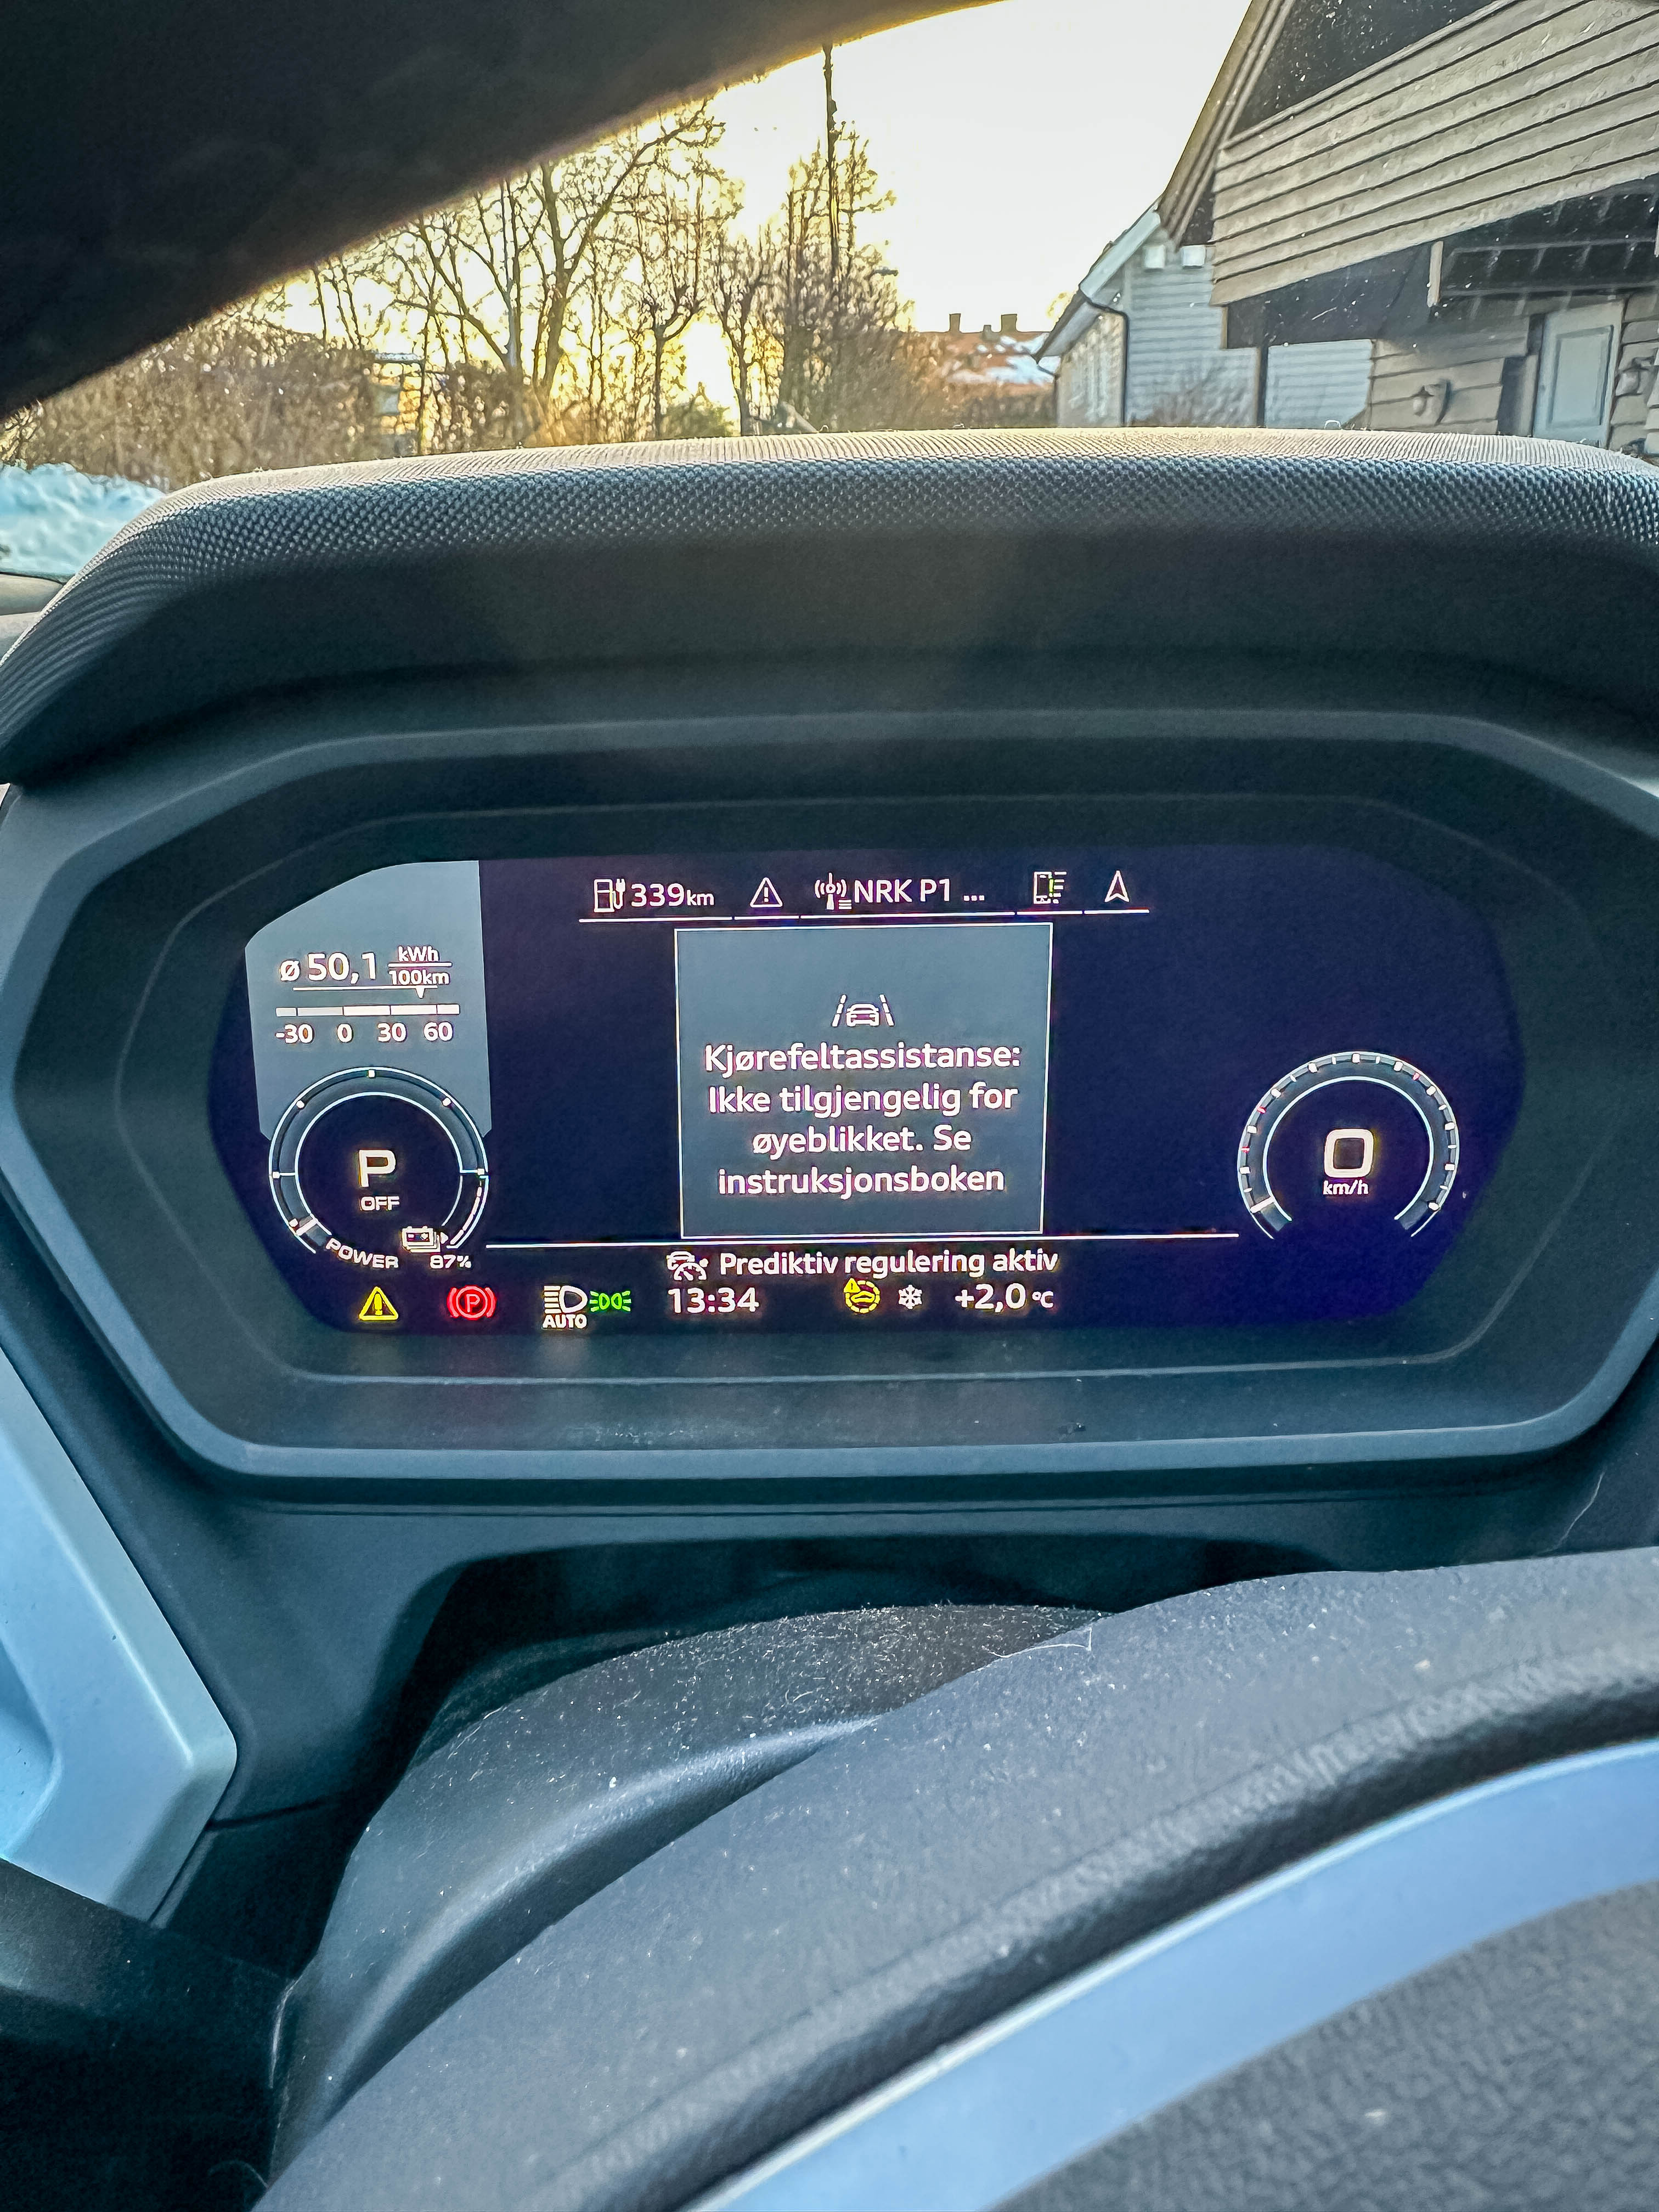 339km
NRK P1 ...
ø 50,1 kWh
100km
-30 0 30 60
Kjørefeltassistanse:
Ikke tilgjengelig for
øyeblikket. Se
instruksjonsboken
P
OFF
POWER 87%
0
km/h
Prediktiv regulering aktiv
P
AUTO
13:34
+2,0 °C